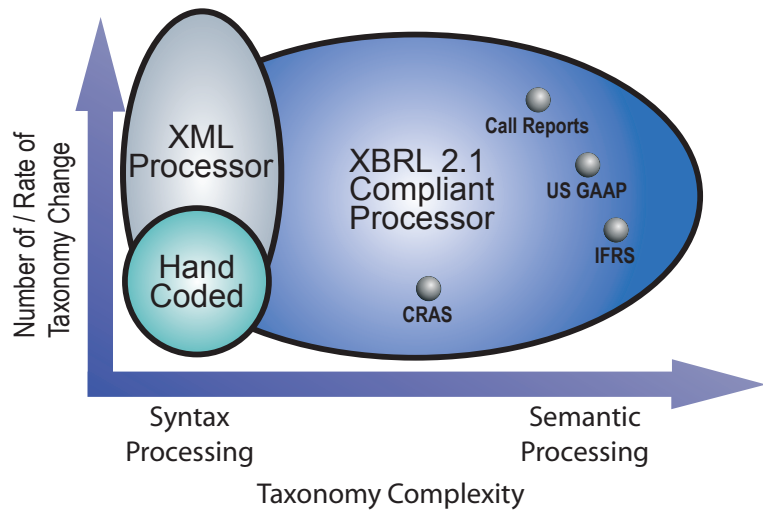 Number of / Rate of
Taxonomy Change
XML
Processor
Hand
Coded
XBRL 2.1
Compliant
Processor
Call Reports
US GAAP
IFRS
CRAS
Syntax
Processing
Semantic
Processing
Taxonomy Complexity